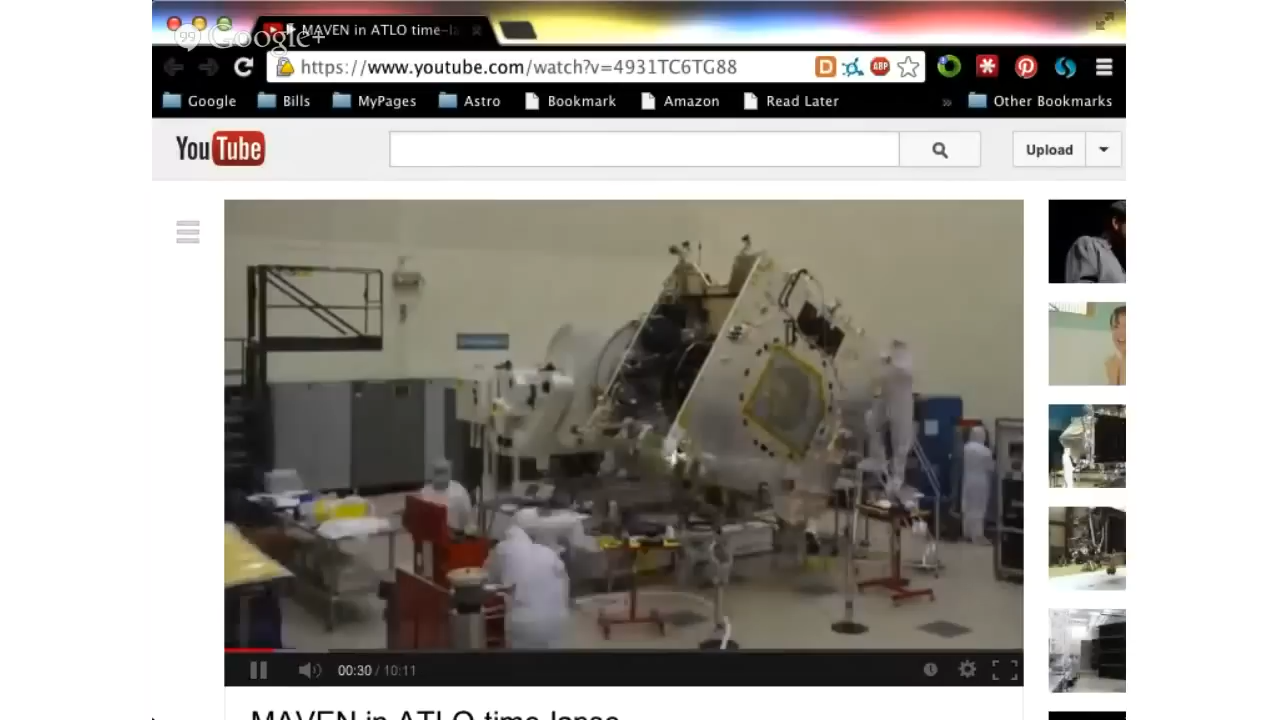 MAVEN in ATLO time-la
Google+
https://www.youtube.com/watch?v=4931TC6TG88
D
ABP
Google
Bills
MyPages
Astro
Bookmark
Amazon
Read Later
»
Other Bookmarks
YouTube
Upload
00:30 / 10:11
MAVEN in ATLO time-lapse